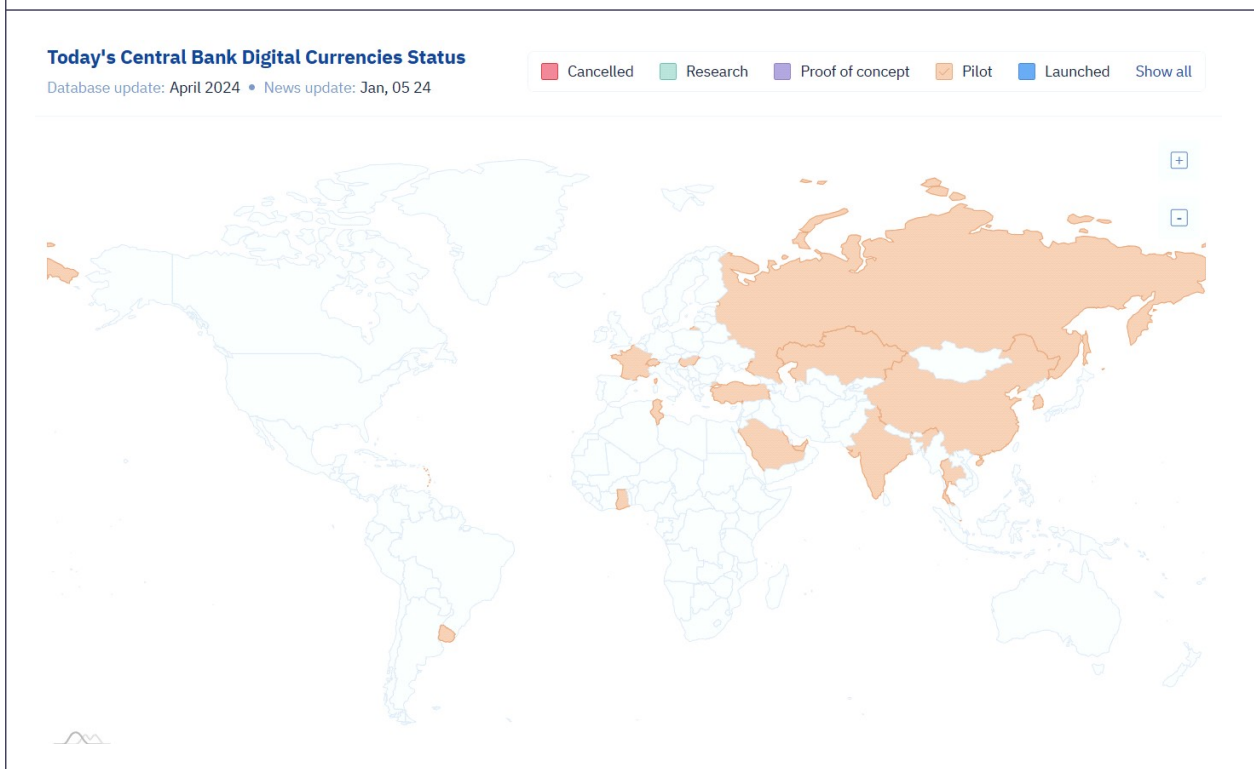 Today's Central Bank Digital Currencies Status
Database update: April 2024 • News update: Jan, 05 24
Cancelled Research Proof of concept Pilot Launched Show all
+
-